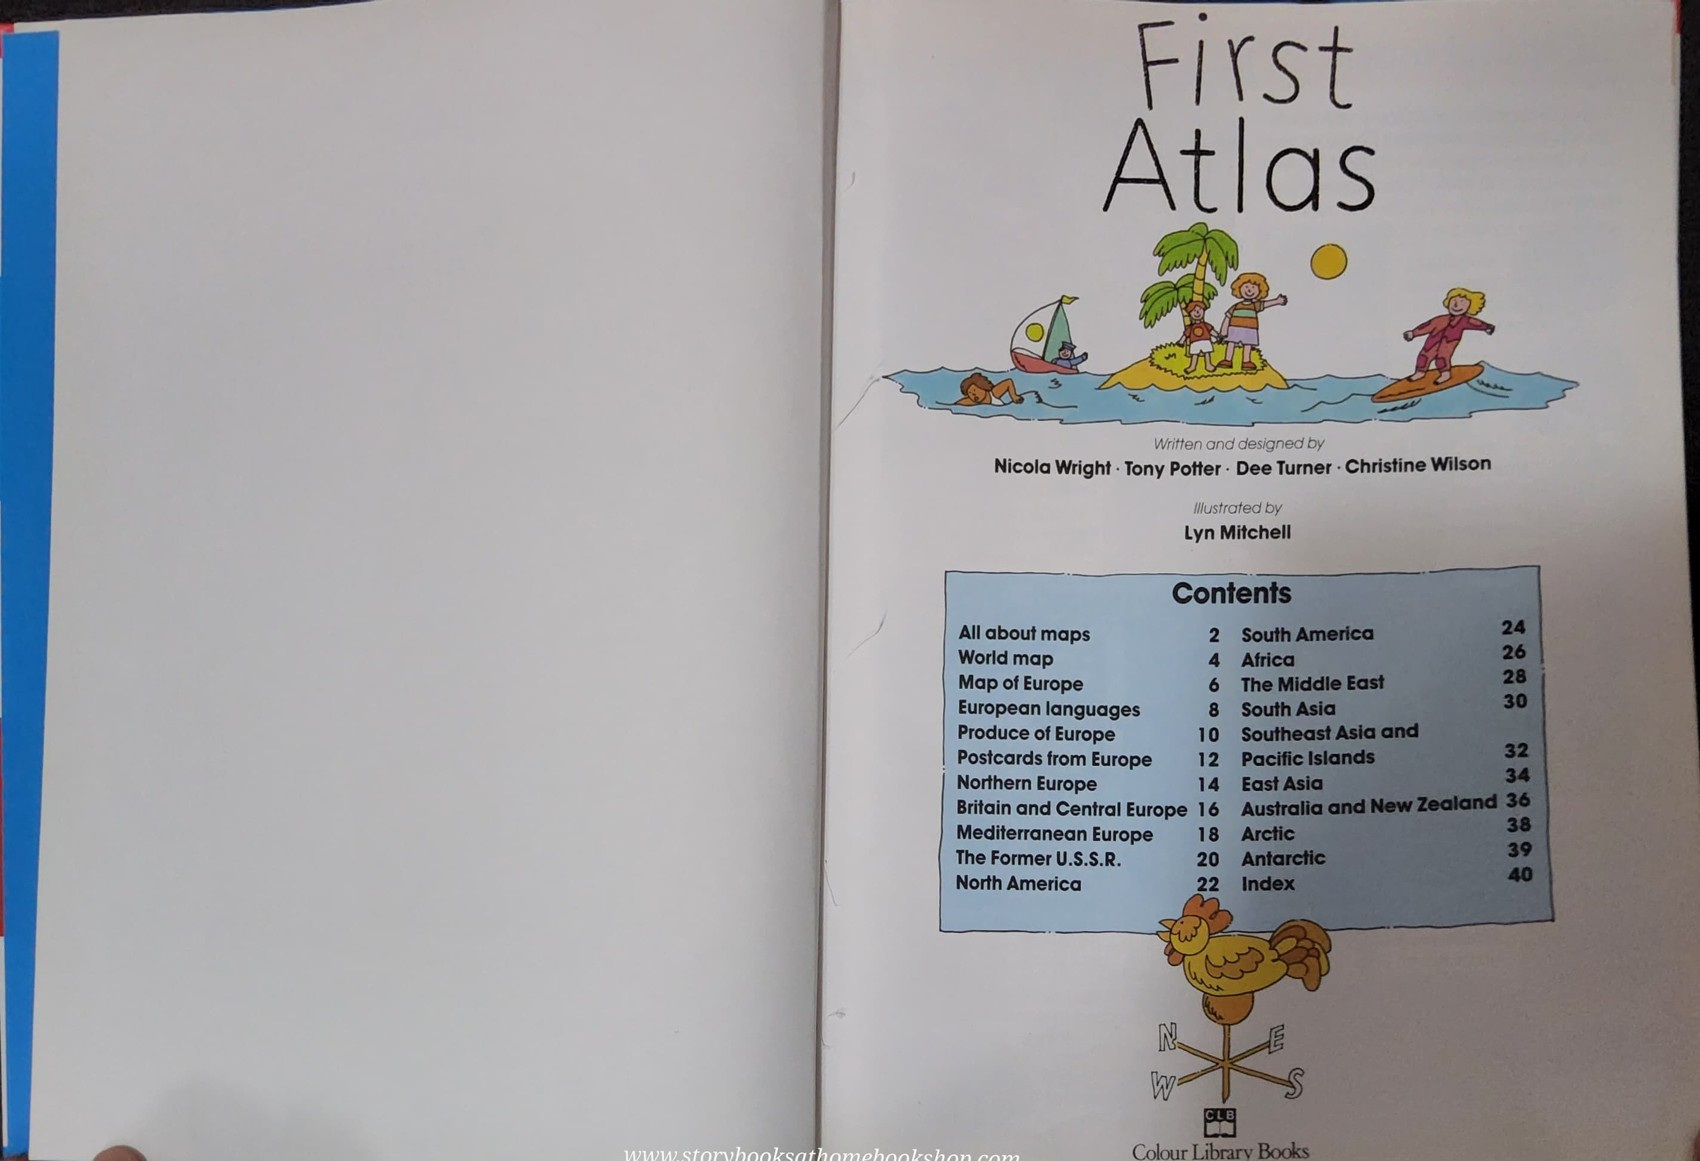 First
Atlas
Written and designed by
Nicola Wright · Tony Potter · Dee Turner · Christine Wilson
Illustrated by
Lyn Mitchell
Contents
All about maps 2
World map 4
Map of Europe 6
European languages 8
Produce of Europe 10
Postcards from Europe 12
Northern Europe 14
Britain and Central Europe 16
Mediterranean Europe 18
The Former U.S.S.R. 20
North America 22
South America 24
Africa 26
The Middle East 28
South Asia 30
Southeast Asia and
Pacific Islands 32
East Asia 34
Australia and New Zealand 36
Arctic 38
Antarctic 39
Index 40
N E
W S
CLB
Colour Library Books
www.storybooksathomebookshop.com